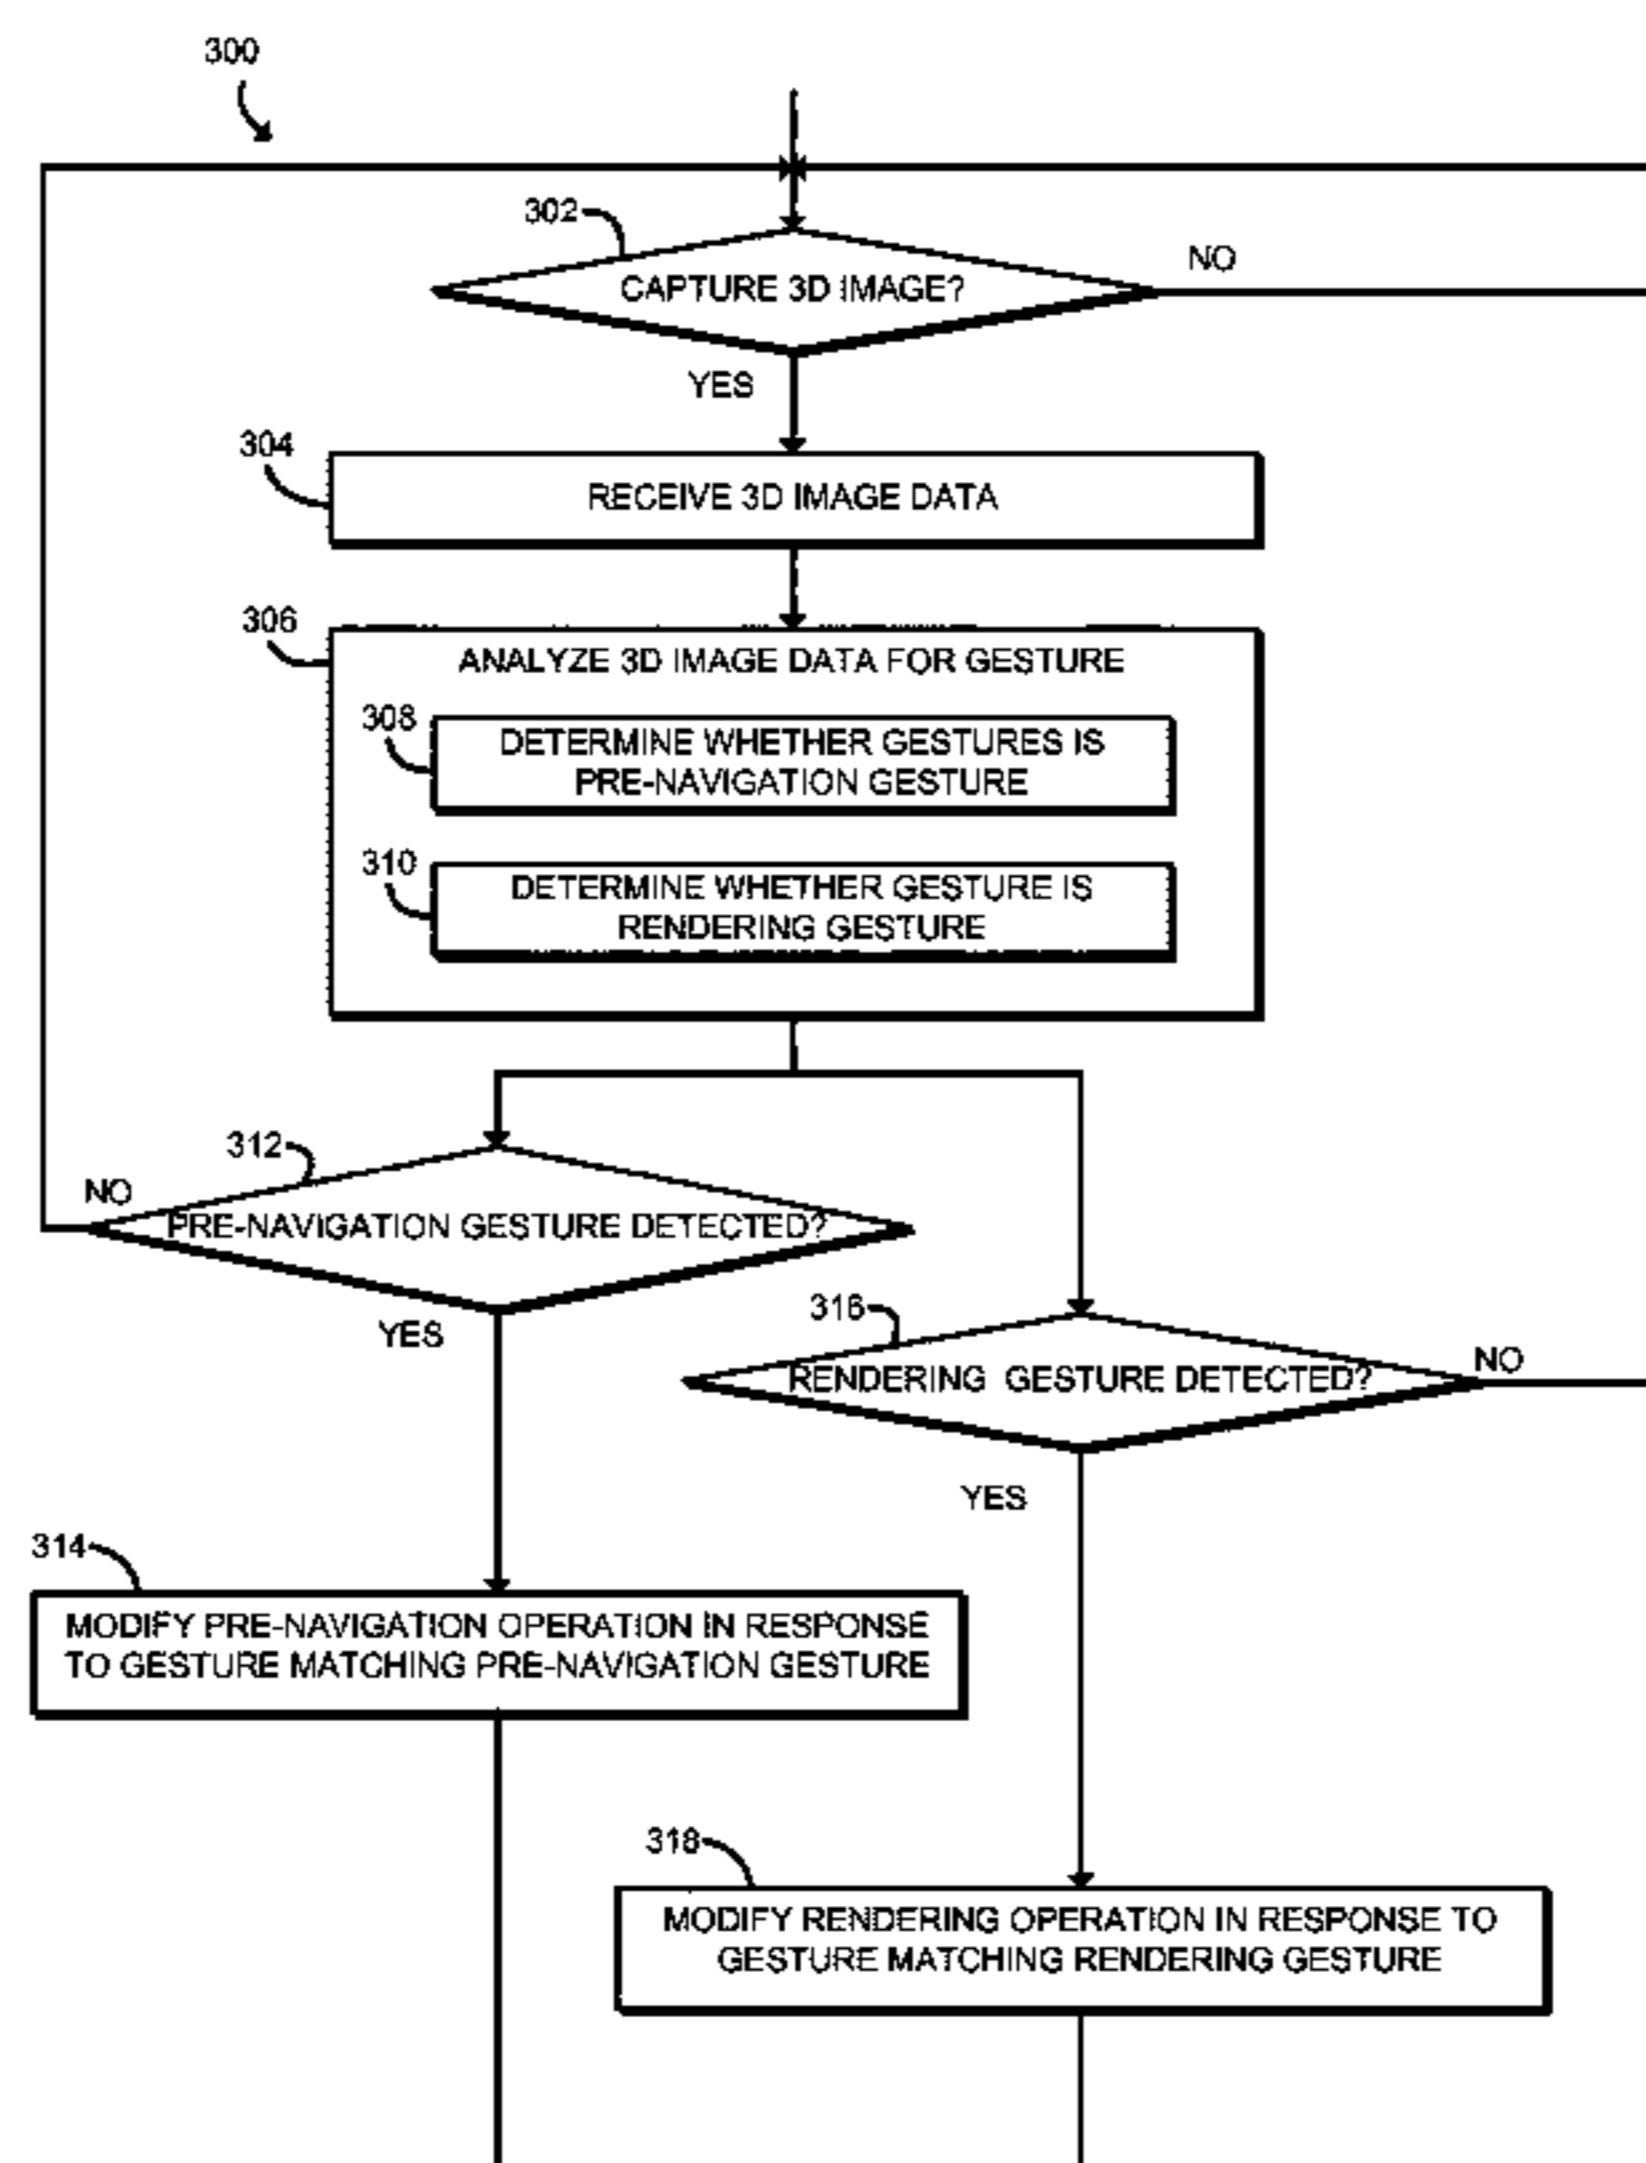 300
302
CAPTURE 3D IMAGE?
NO
YES
304
RECEIVE 3D IMAGE DATA
306
ANALYZE 3D IMAGE DATA FOR GESTURE
308
DETERMINE WHETHER GESTURES IS
PRE-NAVIGATION GESTURE
310
DETERMINE WHETHER GESTURE IS
RENDERING GESTURE
312
NO
PRE-NAVIGATION GESTURE DETECTED?
YES
316
RENDERING GESTURE DETECTED?
NO
YES
314
MODIFY PRE-NAVIGATION OPERATION IN RESPONSE
TO GESTURE MATCHING PRE-NAVIGATION GESTURE
318
MODIFY RENDERING OPERATION IN RESPONSE TO
GESTURE MATCHING RENDERING GESTURE